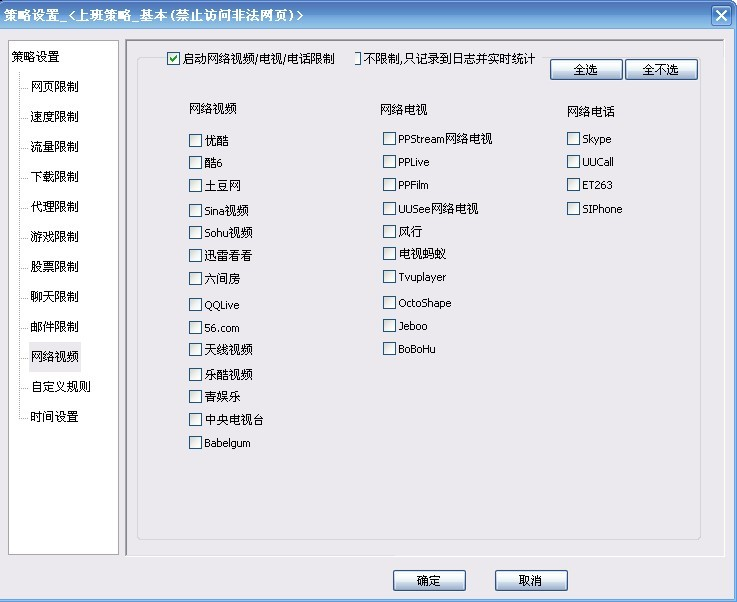 策略设置_<上班策略_基本(禁止访问非法网页)>
策略设置
网页限制
速度限制
流量限制
下载限制
代理限制
游戏限制
股票限制
聊天限制
邮件限制
网络视频
自定义规则
时间设置
启动网络视频/电视/电话限制
不限制,只记录到日志并实时统计
全选
全不选
网络视频
优酷
酷6
土豆网
Sina视频
Sohu视频
迅雷看看
六间房
QQLive
56.com
天线视频
乐酷视频
青娱乐
中央电视台
Babelgum
网络电视
PPStream网络电视
PPLive
PPFilm
UUSee网络电视
风行
电视蚂蚁
Tvuplayer
OctoShape
Jeboo
BoBoHu
网络电话
Skype
UUCall
ET263
SIPhone
确定
取消